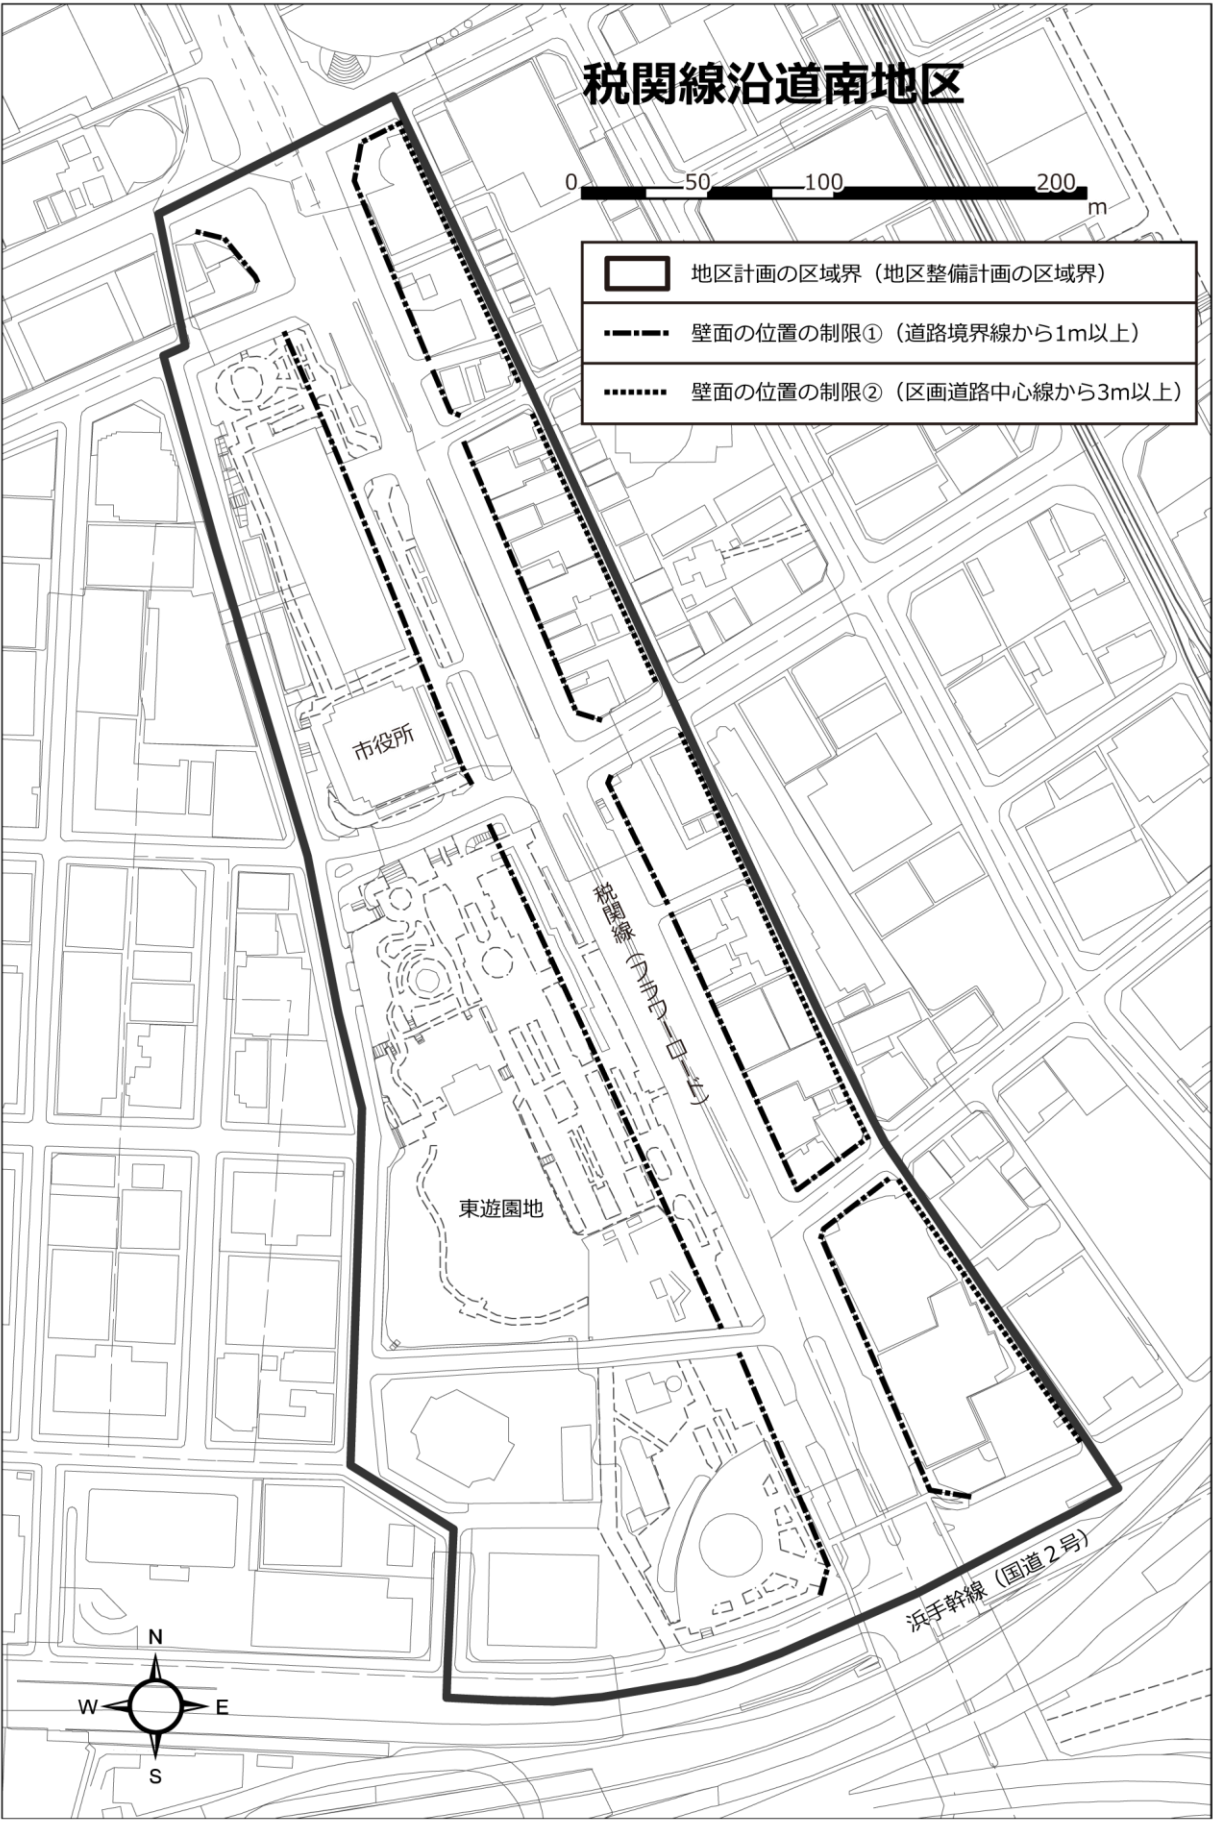 税関線沿道南地区
0 50 100 200
m
地区計画の区域界（地区整備計画の区域界）
壁面の位置の制限①（道路境界線から1m以上）
壁面の位置の制限②（区画道路中心線から3m以上）
市役所
税関線（フラワーロード）
東遊園地
浜手幹線（国道２号）
N
W E
S